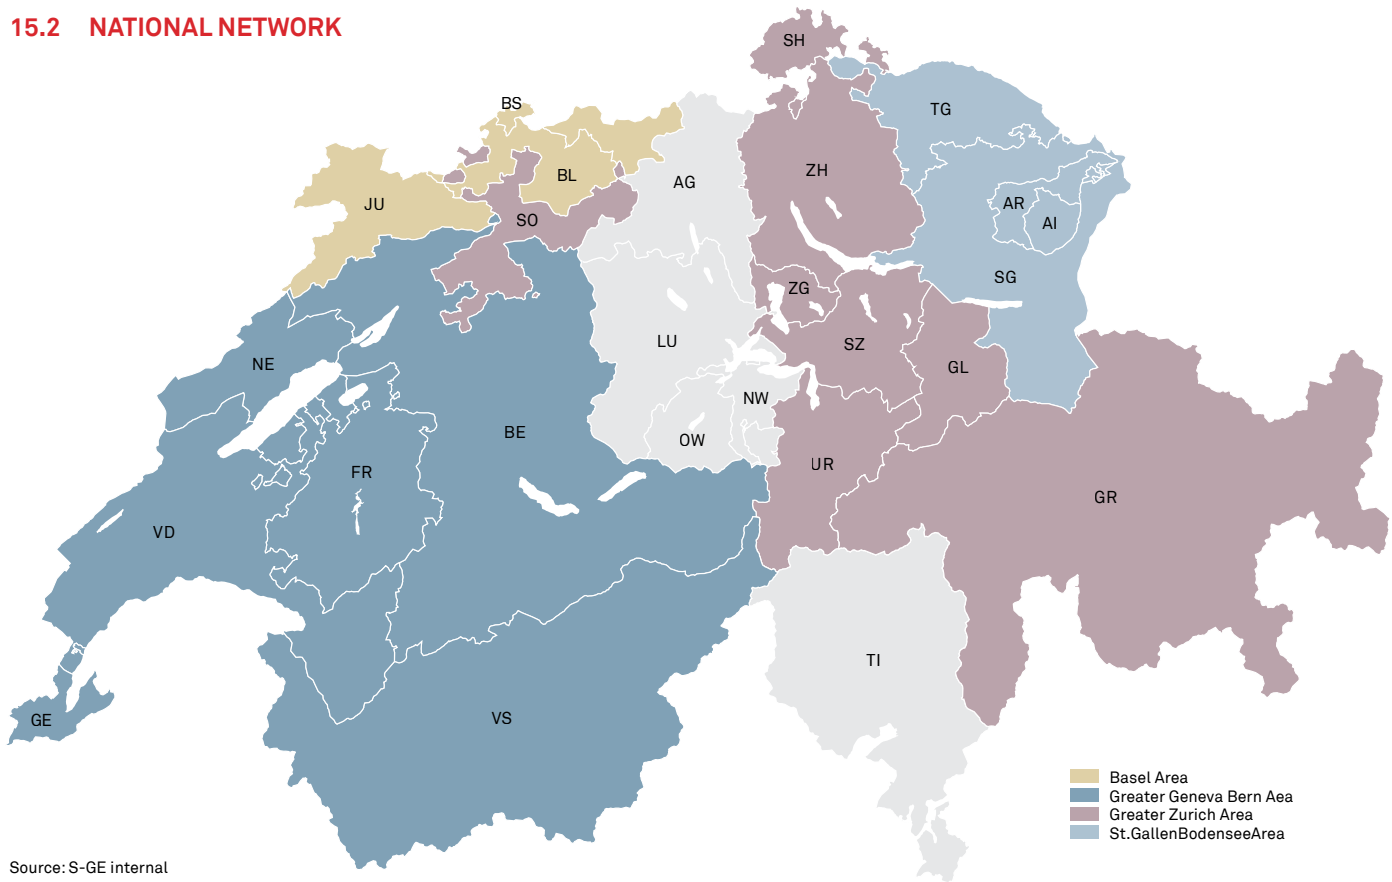 15.2 NATIONAL NETWORK
SH
BS
TG
ZH
BL
AG
JU
AR
SO
AI
SG
ZG
LU
SZ
NE
GL
NW
BE
OW
UR
FR
GR
VD
TI
VS
GE
Basel Area
Greater Geneva Bern Aea
Greater Zurich Area
St.GallenBodenseeArea
Source: S-GE internal